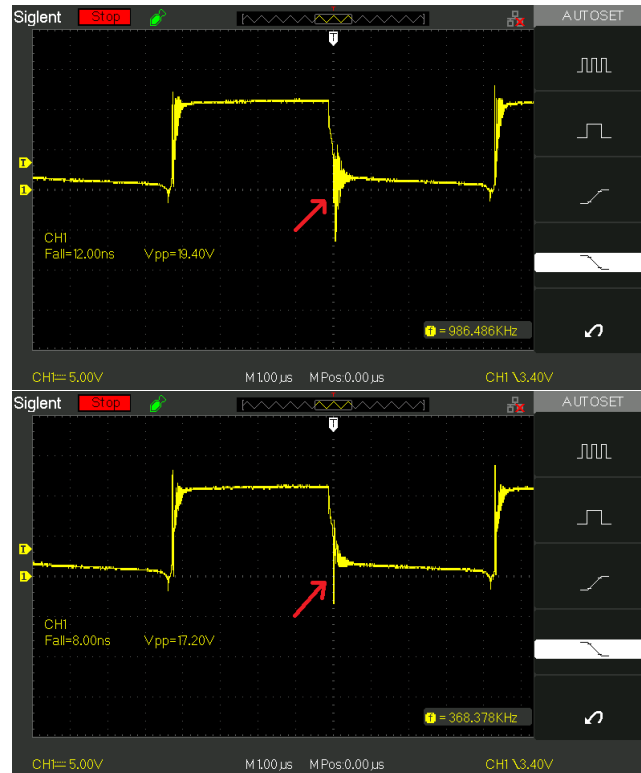 Siglent Stop T AUTOSET
T
T
1
CH1
Fall=12.00ns Vpp=19.40V
f = 986.486KHz
CH1 5.00V M 1.00 µs M Pos:0.00 µs CH1 3.40V
Siglent Stop T AUTOSET
T
T
1
CH1
Fall=8.00ns Vpp=17.20V
f = 368.378KHz
CH1 5.00V M 1.00 µs M Pos:0.00 µs CH1 3.40V